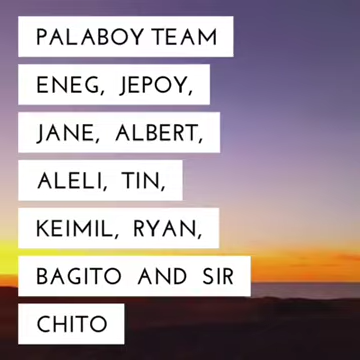 PALABOY TEAM
ENEG, JEPOY,
JANE, ALBERT,
ALELI, TIN,
KEIMIL, RYAN,
BAGITO AND SIR
CHITO